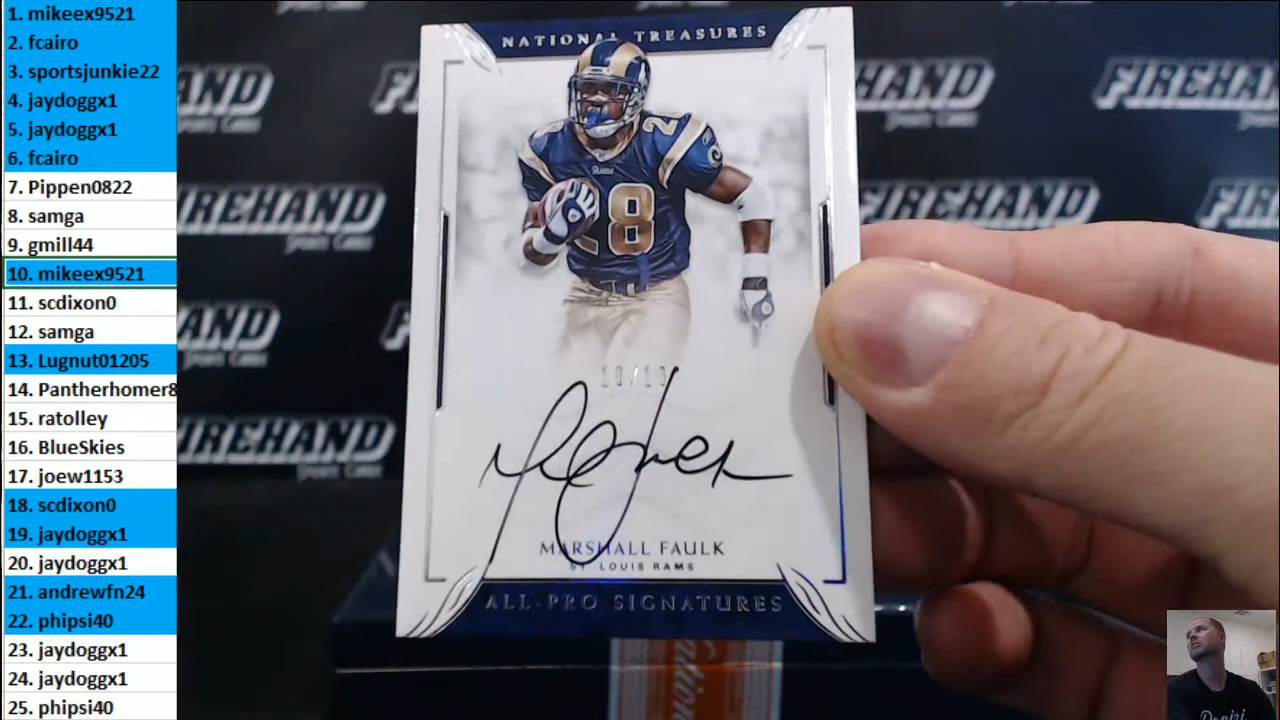 1. mikeex9521
2. fcairo
3. sportsjunkie22
4. jaydoggx1
5. jaydoggx1
6. fcairo
7. Pippen0822
8. samga
9. gmill44
10. mikeex9521
11. scdixon0
12. samga
13. Lugnut01205
14. Pantherhomer8
15. ratolley
16. BlueSkies
17. joew1153
18. scdixon0
19. jaydoggx1
20. jaydoggx1
21. andrewfn24
22. phipsi40
23. jaydoggx1
24. jaydoggx1
25. phipsi40
NATIONAL TREASURES
28
10/10
MARSHALL FAULK
ST. LOUIS RAMS
ALL-PRO SIGNATURES
FIREHAND
FIREHAND
FIREHAND
FIREHAND